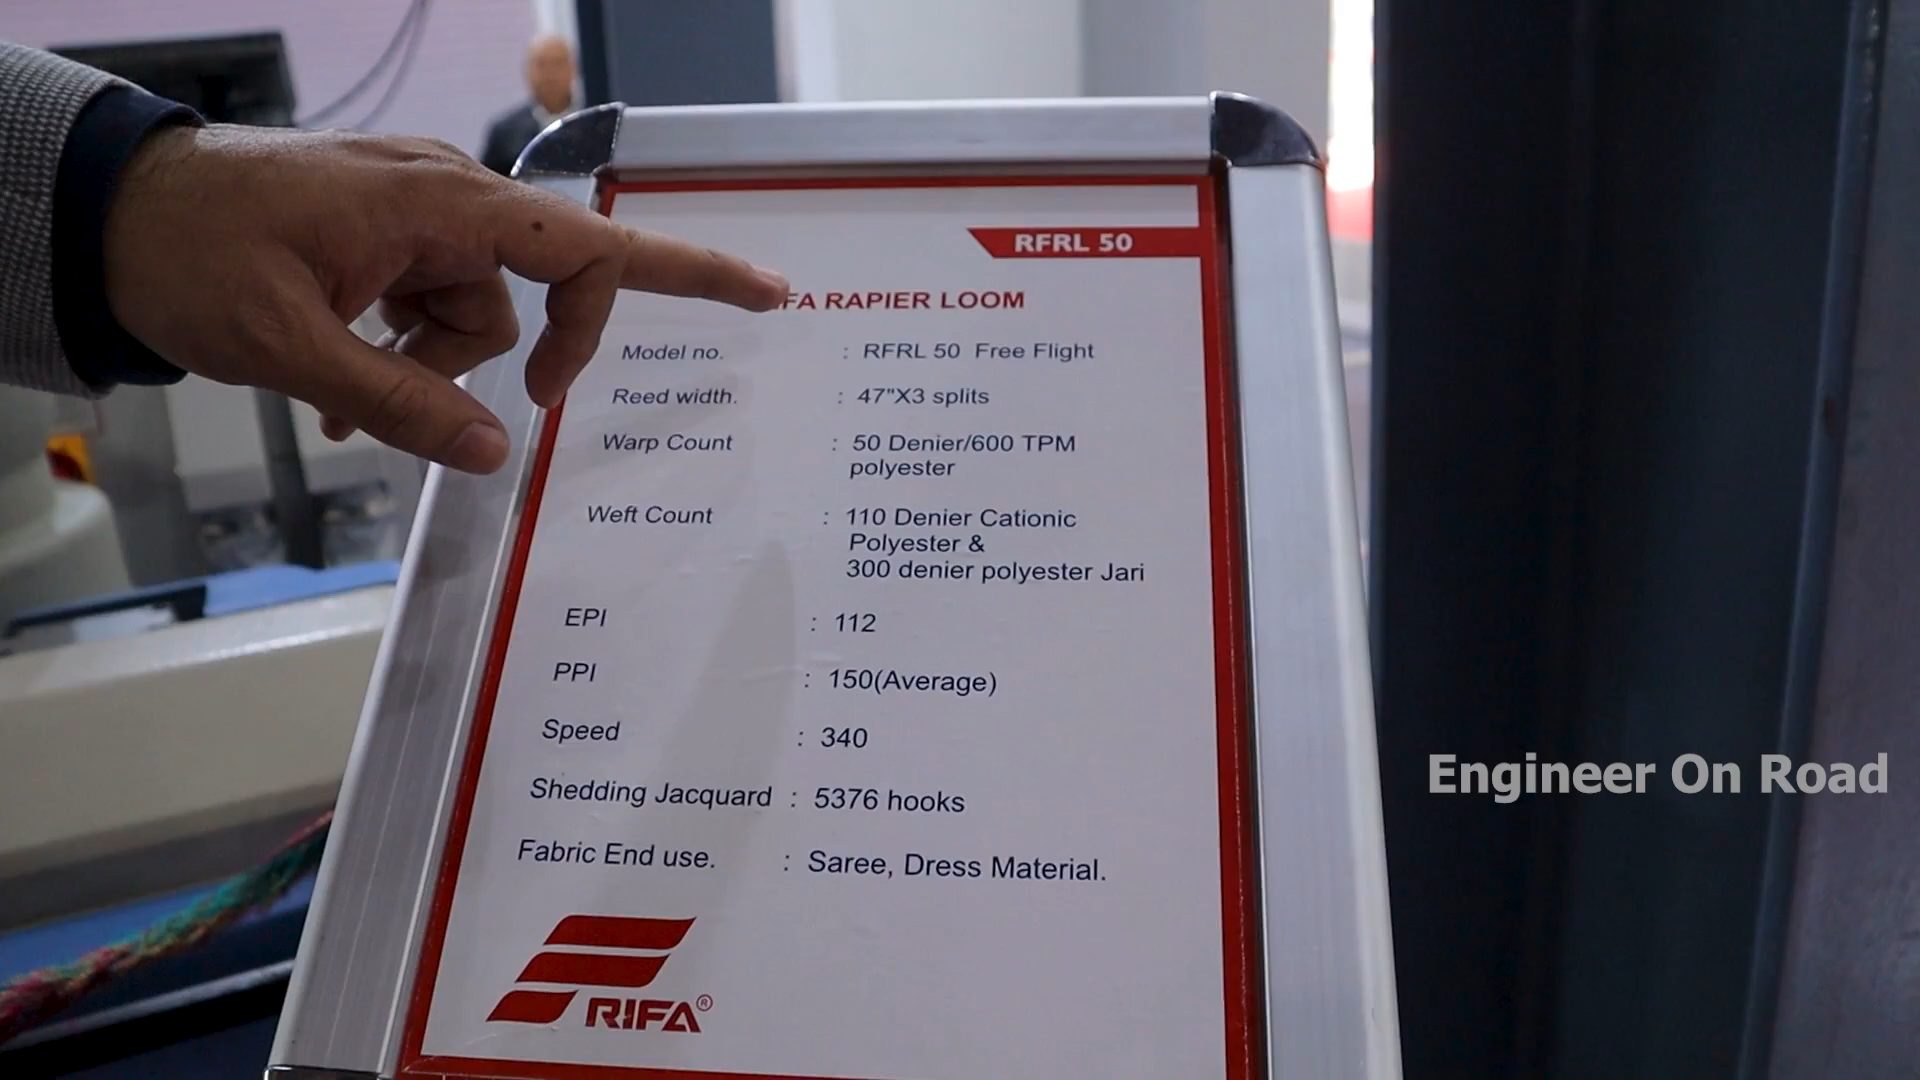 RFRL 50
FA RAPIER LOOM
Model no. : RFRL 50 Free Flight
Reed width. : 47"X3 splits
Warp Count : 50 Denier/600 TPM
polyester
Weft Count : 110 Denier Cationic
Polyester &
300 denier polyester Jari
EPI : 112
PPI : 150(Average)
Speed : 340
Shedding Jacquard : 5376 hooks
Fabric End use. : Saree, Dress Material.
RIFA®
Engineer On Road